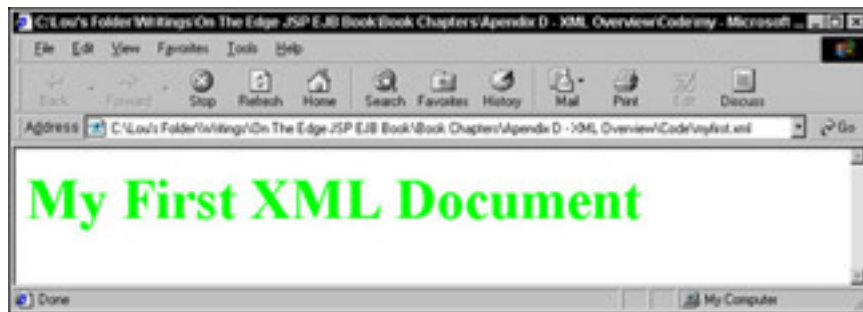 C:\Lou's Folder\Writings\On The Edge JSP EJB Book\Book Chapters\Apendix D - XML Overview\Code\my - Microsoft ...
File Edit View Favorites Tools Help
Back Forward Stop Refresh Home Search Favorites History Mail Print Edit Discuss
Address C:\Lou's Folder\Writings\On The Edge JSP EJB Book\Book Chapters\Apendix D - XML Overview\Code\myfirst.xml Go
My First XML Document
Done My Computer